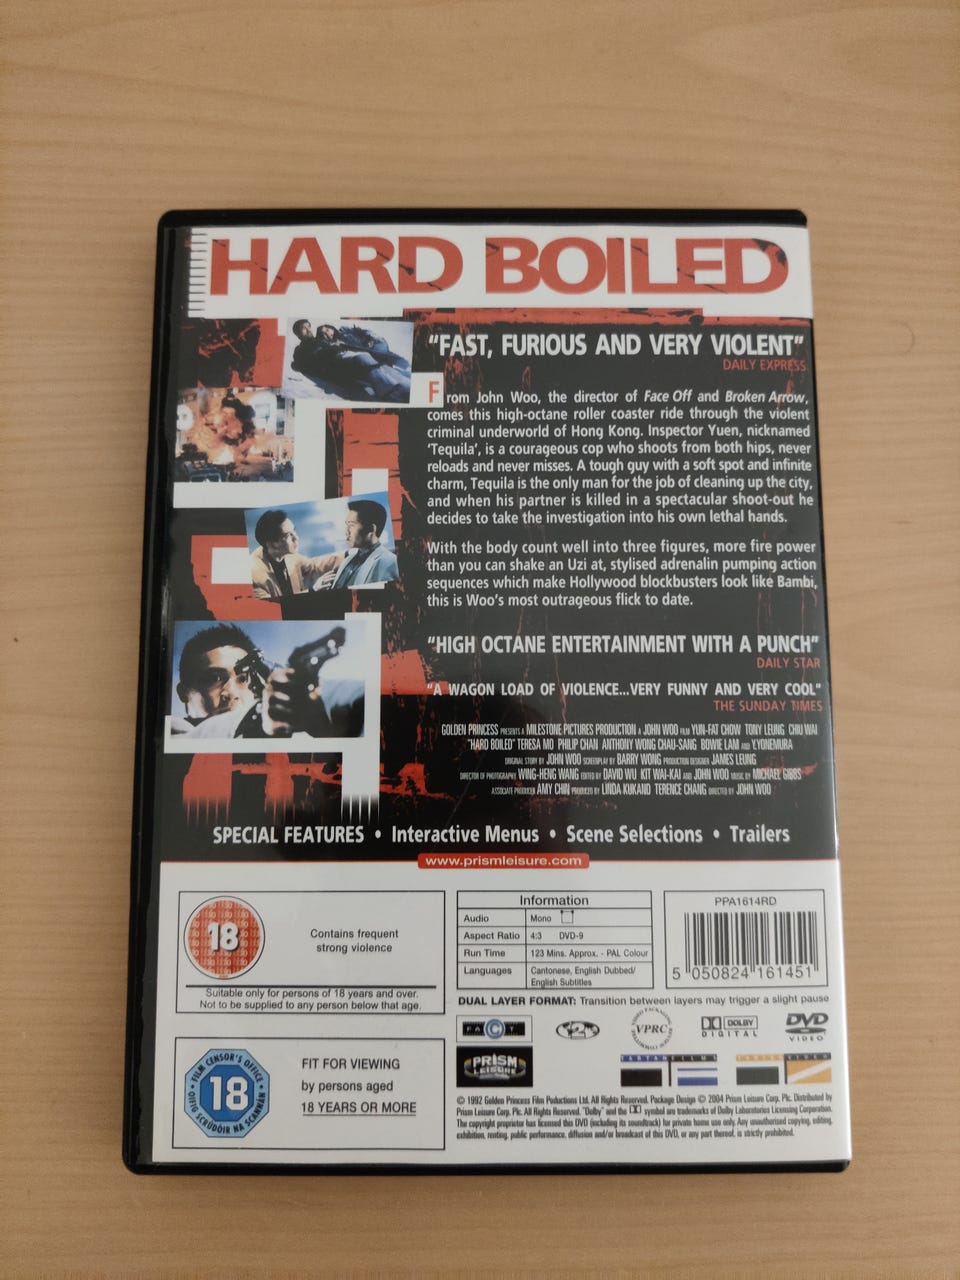 HARD BOILED
"FAST, FURIOUS AND VERY VIOLENT"
DAILY EXPRESS
From John Woo, the director of Face Off and Broken Arrow,
comes this high-octane roller coaster ride through the violent
criminal underworld of Hong Kong. Inspector Yuen, nicknamed
'Tequila', is a courageous cop who shoots from both hips, never
reloads and never misses. A tough guy with a soft spot and infinite
charm, Tequila is the only man for the job of cleaning up the city,
and when his partner is killed in a spectacular shoot-out he
decides to take the investigation into his own lethal hands.
With the body count well into three figures, more fire power
than you can shake an Uzi at, stylised adrenalin pumping action
sequences which make Hollywood blockbusters look like Bambi,
this is Woo's most outrageous flick to date.
"HIGH OCTANE ENTERTAINMENT WITH A PUNCH"
DAILY STAR
"A WAGON LOAD OF VIOLENCE...VERY FUNNY AND VERY COOL"
THE SUNDAY TIMES
GOLDEN PRINCESS PRESENTS A MILESTONE PICTURES PRODUCTION A JOHN WOO FILM YUN-FAT CHOW TONY LEUNG CHIU WAI
"HARD BOILED" TERESA MO PHILIP CHAN ANTHONY WONG CHAU-SANG BOWIE LAM AND Y.YONEMURA
ORIGINAL STORY BY JOHN WOO SCREENPLAY BY BARRY WONG PRODUCTION DESIGNER JAMES LEUNG
DIRECTOR OF PHOTOGRAPHY WING-HENG WANG EDITED BY DAVID WU KIT WAI-KAI AND JOHN WOO MUSIC BY MICHAEL GIBBS
ASSOCIATE PRODUCER AMY CHIN PRODUCED BY LINDA KUKAND TERENCE CHANG DIRECTED BY JOHN WOO
SPECIAL FEATURES • Interactive Menus • Scene Selections • Trailers
www.prismleisure.com
18
Contains frequent
strong violence
Suitable only for persons of 18 years and over.
Not to be supplied to any person below that age.
FILM CENSOR'S OFFICE
18
OIFIG SCRÚDÓIR NA SCANNÁN
FIT FOR VIEWING
by persons aged
18 YEARS OR MORE
Information
Audio Mono
Aspect Ratio 4:3 DVD-9
Run Time 123 Mins. Approx. - PAL Colour
Languages Cantonese, English Dubbed/
English Subtitles
PPA1614RD
5 050824 161451
DUAL LAYER FORMAT: Transition between layers may trigger a slight pause
FACT
2
VPRC
DOLBY
DIGITAL
DVD
VIDEO
PRISM
LEISURE
TARTAN FILMS
TARTAN VIDEO
© 1992 Golden Princess Film Peductions Ltd. All Rights Reserved. Package Design © 2004 Prism Leisure Corp. Plc. Distributed by
Prism Leisure Corp. Plc. All Rights Reserved. "Dolby" and the symbol are trademarks of Dolby Laboratories Licensing Corporation.
The copyright proprietor has licensed this DVD (including its soundtrack) for private home use only. Any unauthorised copying, editing,
exhibition, renting, public performance, diffusion and/or broadcast of this DVD, or any part thereof, is strictly prohibited.